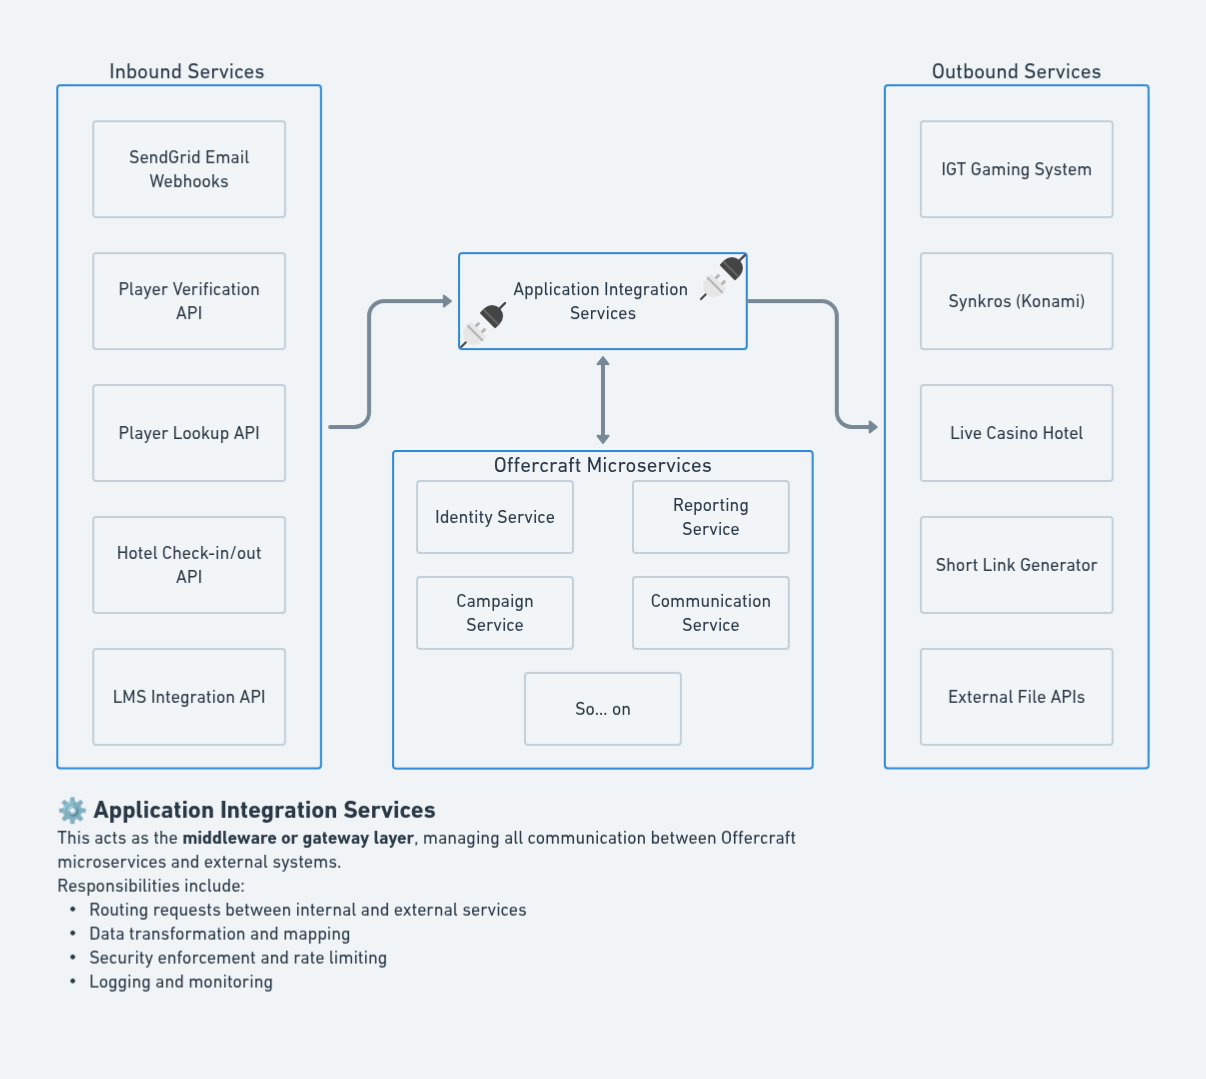 Inbound Services
SendGrid Email
Webhooks
Player Verification
API
Player Lookup API
Hotel Check-in/out
API
LMS Integration API
Application Integration
Services
Offercraft Microservices
Identity Service
Reporting
Service
Campaign
Service
Communication
Service
So... on
Outbound Services
IGT Gaming System
Synkros (Konami)
Live Casino Hotel
Short Link Generator
External File APIs
⚙️ Application Integration Services
This acts as the middleware or gateway layer, managing all communication between Offercraft
microservices and external systems.
Responsibilities include:
• Routing requests between internal and external services
• Data transformation and mapping
• Security enforcement and rate limiting
• Logging and monitoring